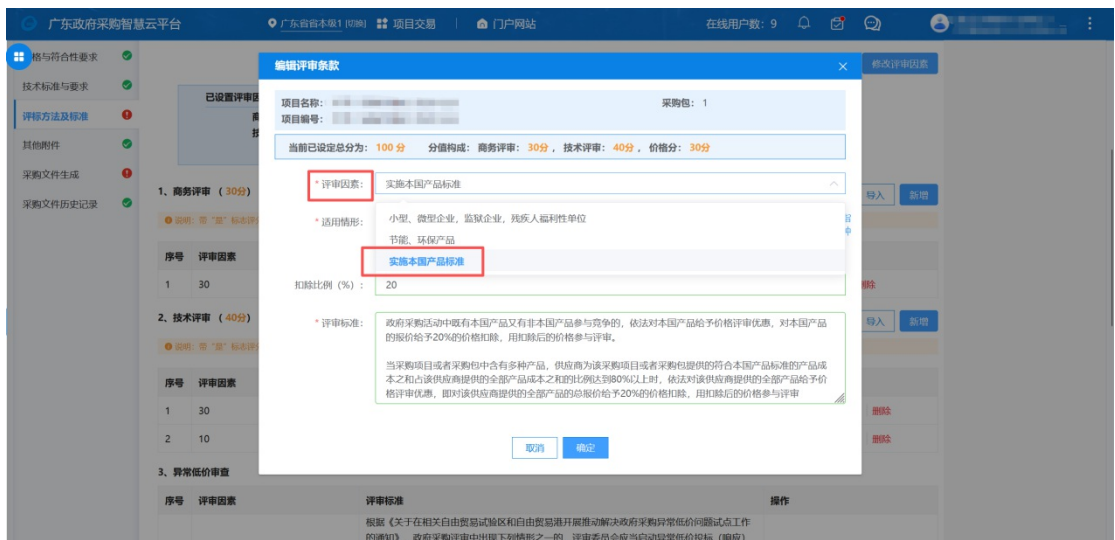 广东政府采购智慧云平台
广东省省本级1 [切换]
项目交易
门户网站
在线用户数: 9
格与符合性要求
技术标准与要求
评标方法及标准
其他附件
采购文件生成
采购文件历史记录
已设置评审因
修改评审因素
编辑评审条款
项目名称:
采购包: 1
项目编号:
当前已设定总分为: 100 分 分值构成: 商务评审: 30分, 技术评审: 40分, 价格分: 30分
* 评审因素: 实施本国产品标准
* 适用情形:
小型, 微型企业, 监狱企业, 残疾人福利性单位
节能、环保产品
实施本国产品标准
扣除比例 (%) : 20
* 评审标准: 政府采购活动中既有本国产品又有非本国产品参与竞争的, 依法对本国产品给予价格评审优惠, 对本国产品
的报价给予20%的价格扣除, 用扣除后的价格参与评审。
当采购项目或者采购包中含有多种产品, 供应商为该采购项目或者采购包提供的符合本国产品标准的产品成
本之和占该供应商提供的全部产品成本之和的比例达到80%以上时, 依法对该供应商提供的全部产品给予价
格评审优惠, 即对该供应商提供的全部产品的总报价给予20%的价格扣除, 用扣除后的价格参与评审
取消
确定
1、商务评审 ( 30分)
导入
新增
说明: 带 "是" 标志评
序号 评审因素
1 30
删除
2、技术评审 ( 40分)
导入
新增
说明: 带 "是" 标志评
序号 评审因素
1 30
删除
2 10
删除
3、异常低价审查
序号 评审因素 评审标准 操作
根据《关于在相关自由贸易试验区和自由贸易港开展推动解决政府采购异常低价问题试点工作
的通知》, 政府采购评审中出现下列情形之一的, 评审委员会应当启动异常低价投标 (响应)